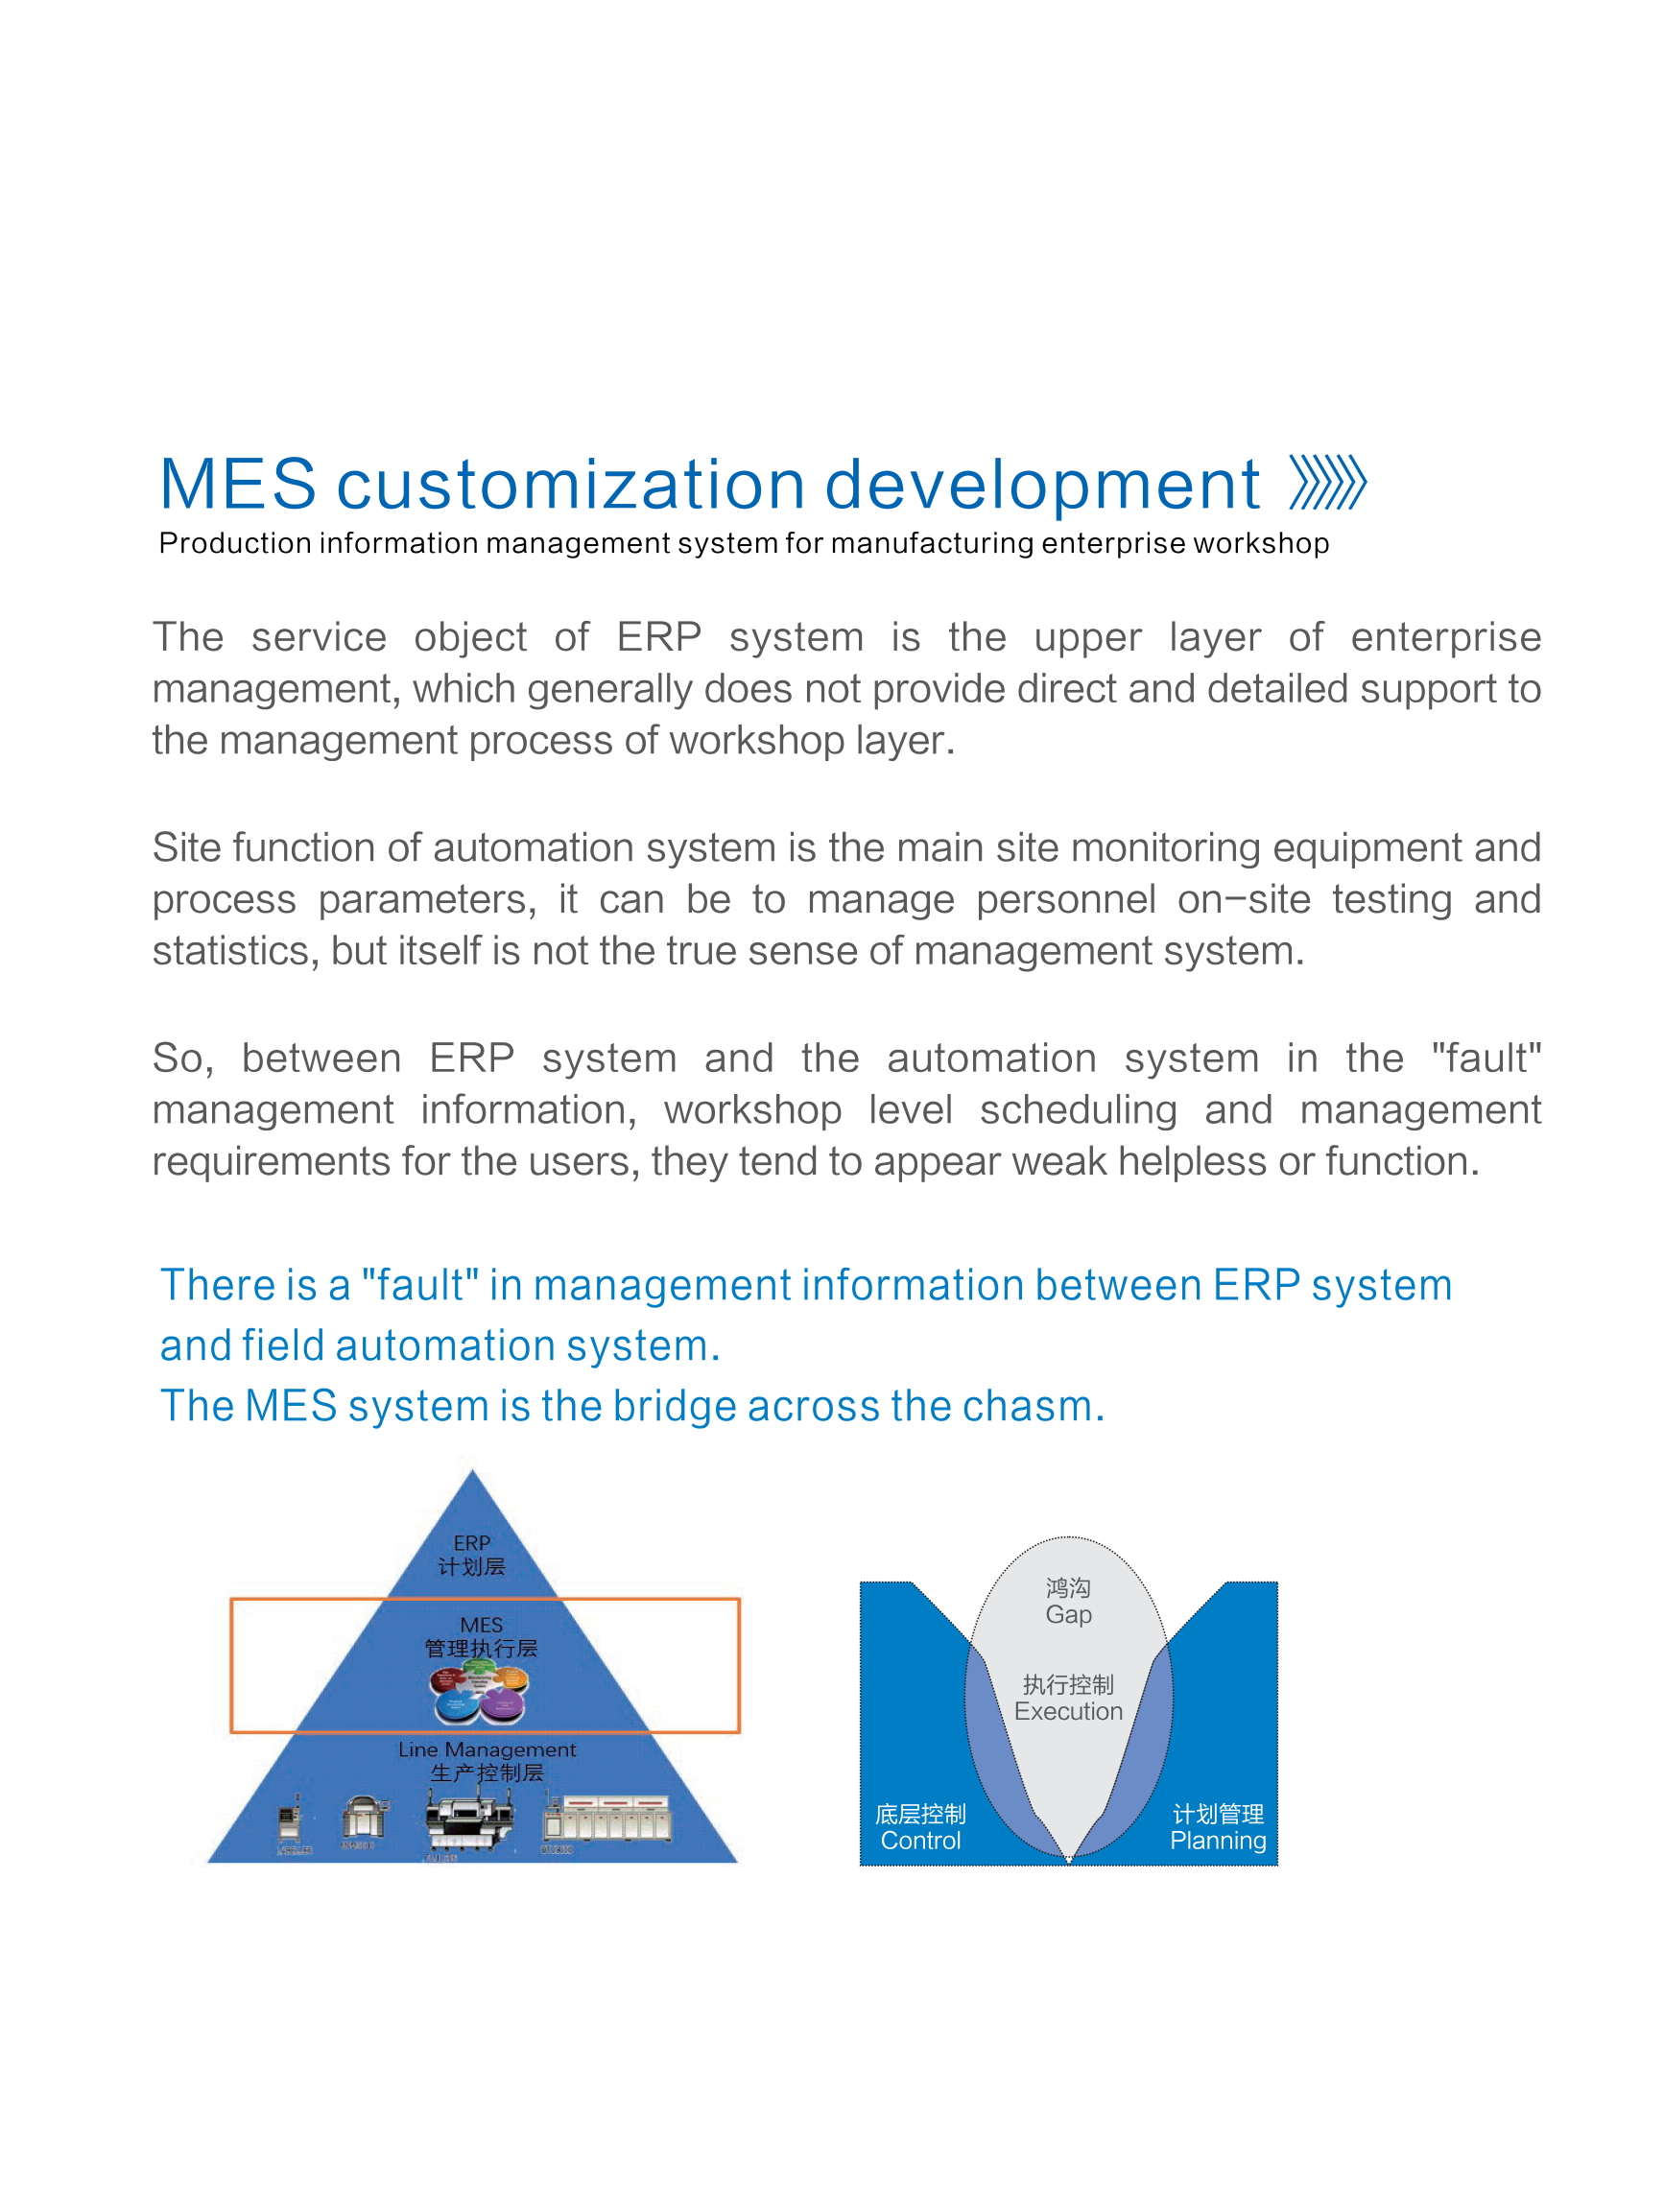 MES customization development
Production information management system for manufacturing enterprise workshop
The service object of ERP system is the upper layer of enterprise
management, which generally does not provide direct and detailed support to
the management process of workshop layer.
Site function of automation system is the main site monitoring equipment and
process parameters, it can be to manage personnel on-site testing and
statistics, but itself is not the true sense of management system.
So, between ERP system and the automation system in the "fault"
management information, workshop level scheduling and management
requirements for the users, they tend to appear weak helpless or function.
There is a "fault" in management information between ERP system
and field automation system.
The MES system is the bridge across the chasm.
ERP
计划层
MES
管理执行层
Line Management
生产控制层
鸿沟
Gap
执行控制
Execution
底层控制
Control
计划管理
Planning